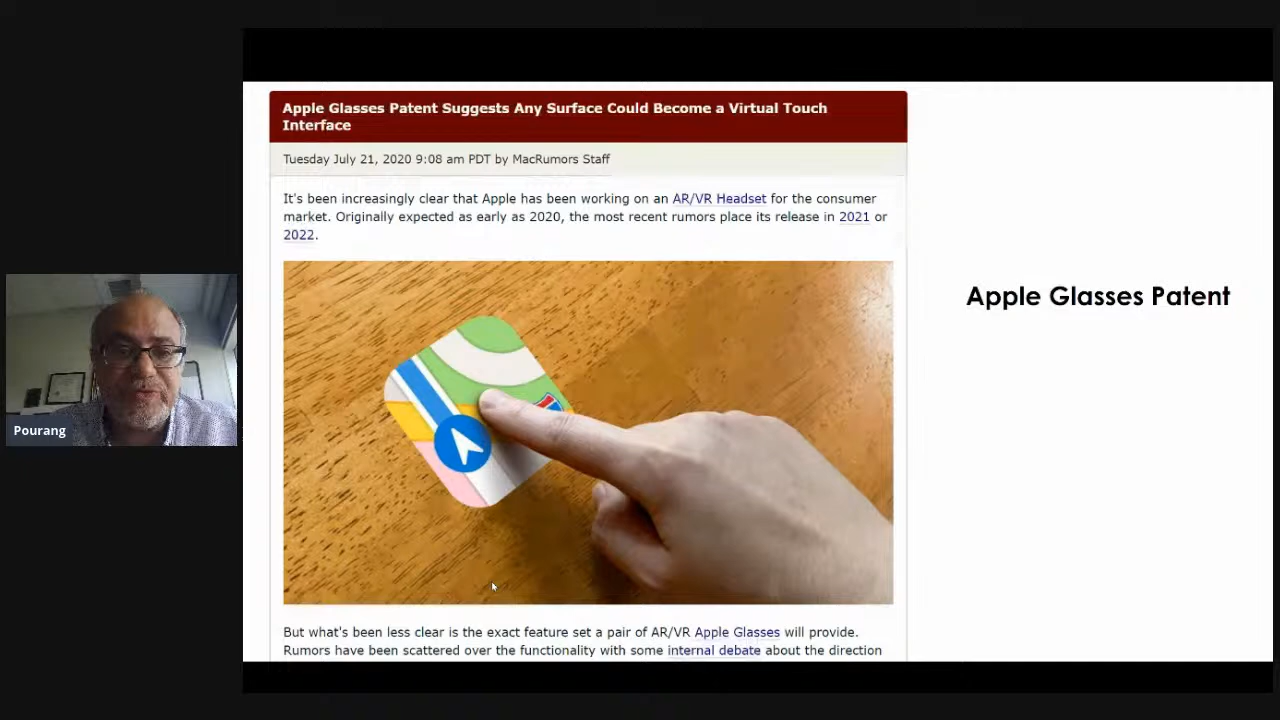 Apple Glasses Patent Suggests Any Surface Could Become a Virtual Touch
Interface
Tuesday July 21, 2020 9:08 am PDT by MacRumors Staff
It's been increasingly clear that Apple has been working on an AR/VR Headset for the consumer
market. Originally expected as early as 2020, the most recent rumors place its release in 2021 or
2022.
But what's been less clear is the exact feature set a pair of AR/VR Apple Glasses will provide.
Rumors have been scattered over the functionality with some internal debate about the direction
Apple Glasses Patent
Pourang